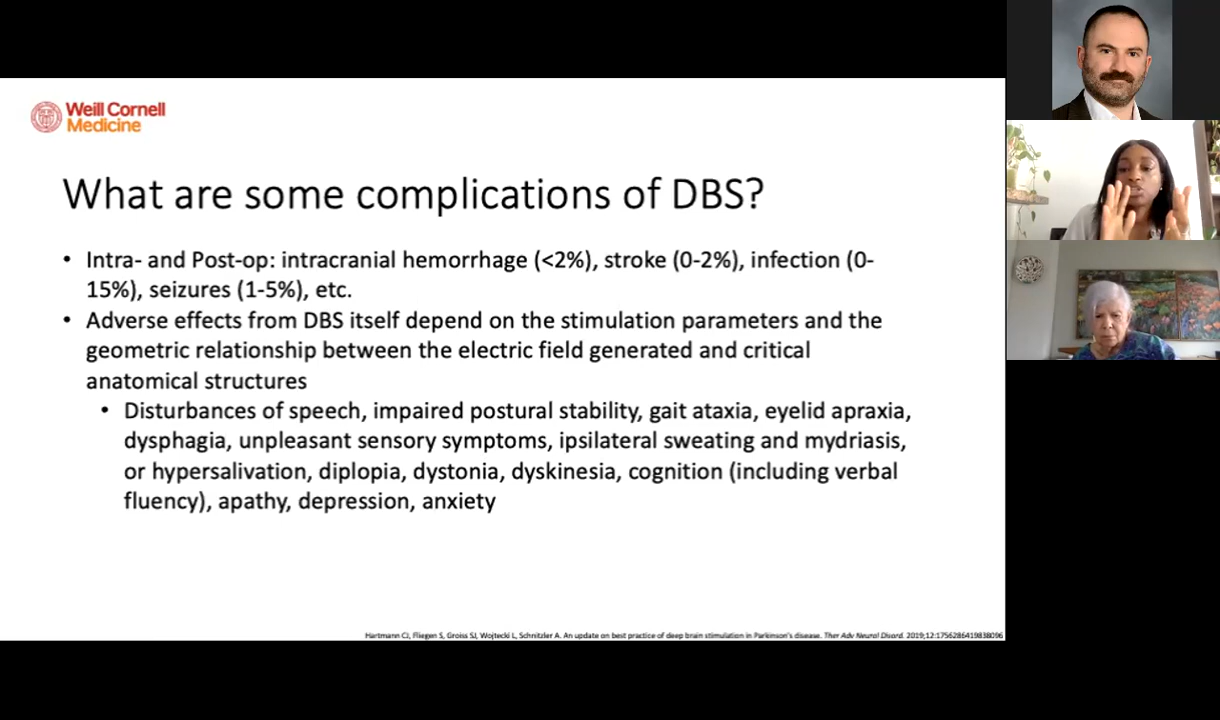 Weill Cornell
Medicine
What are some complications of DBS?
• Intra- and Post-op: intracranial hemorrhage (<2%), stroke (0-2%), infection (0-
15%), seizures (1-5%), etc.
• Adverse effects from DBS itself depend on the stimulation parameters and the
geometric relationship between the electric field generated and critical
anatomical structures
• Disturbances of speech, impaired postural stability, gait ataxia, eyelid apraxia,
dysphagia, unpleasant sensory symptoms, ipsilateral sweating and mydriasis,
or hypersalivation, diplopia, dystonia, dyskinesia, cognition (including verbal
fluency), apathy, depression, anxiety
Hartmann CJ, Fliegen S, Groiss SJ, Wojtecki L, Schnitzler A. An update on best practice of deep brain stimulation in Parkinson's disease. Ther Adv Neurol Disord. 2019;12:1756286419838096